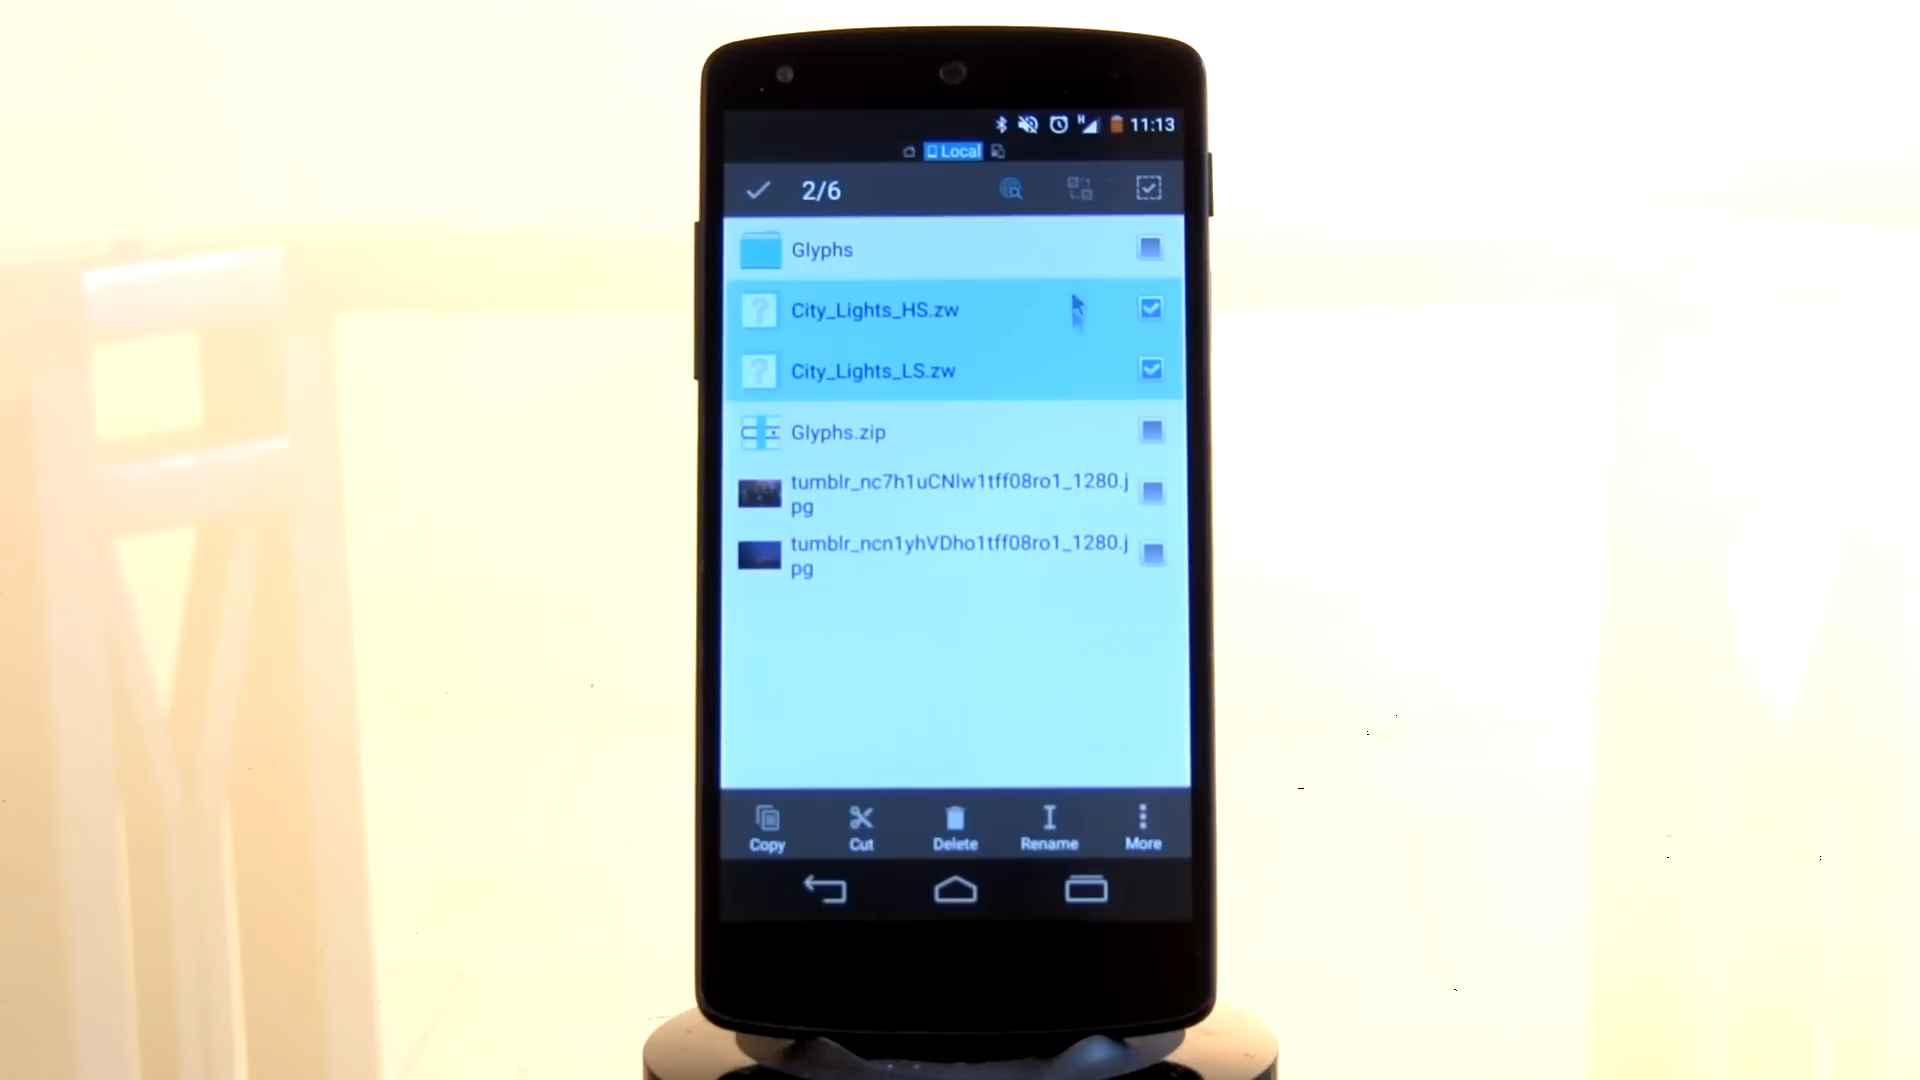 H 11:13
Local
2/6
Glyphs
City_Lights_HS.zw
City_Lights_LS.zw
Glyphs.zip
tumblr_nc7h1uCNlw1tff08ro1_1280.j
pg
tumblr_ncn1yhVDho1tff08ro1_1280.j
pg
Copy Cut Delete Rename More